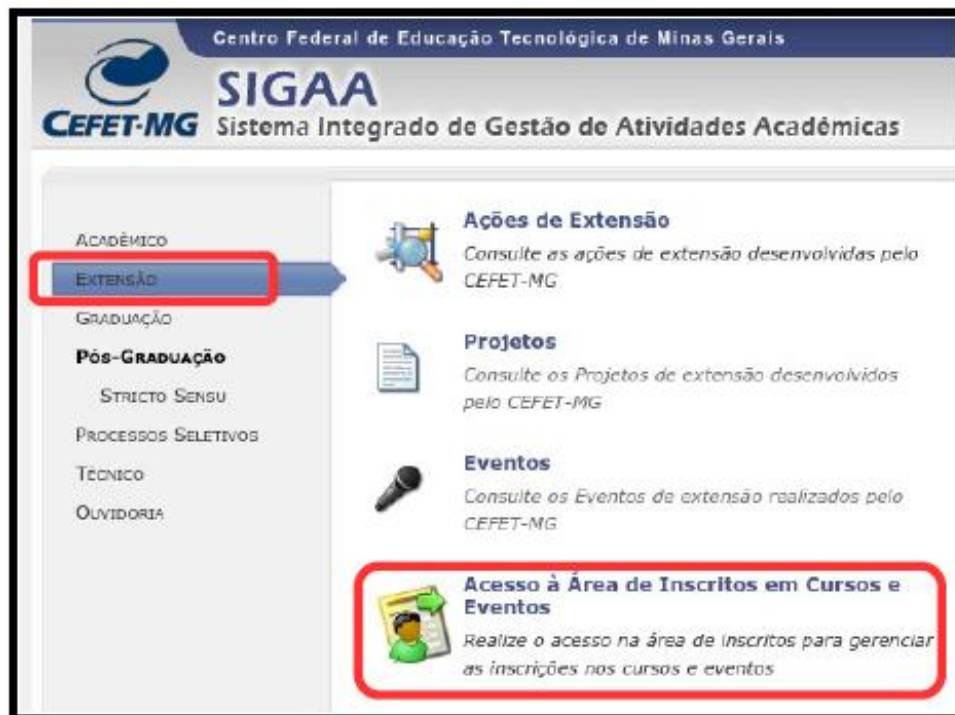 Centro Federal de Educação Tecnológica de Minas Gerais
CEFET-MG
SIGAA
Sistema Integrado de Gestão de Atividades Acadêmicas
Acadêmico
Extensão
Graduação
Pós-Graduação
Stricto Sensu
Processos Seletivos
Técnico
Ouvidoria
Ações de Extensão
Consulte as ações de extensão desenvolvidas pelo
CEFET-MG
Projetos
Consulte os Projetos de extensão desenvolvidos
pelo CEFET-MG
Eventos
Consulte os Eventos de extensão realizados pelo
CEFET-MG
Acesso à Área de Inscritos em Cursos e
Eventos
Realize o acesso na área de inscritos para gerenciar
as inscrições nos cursos e eventos